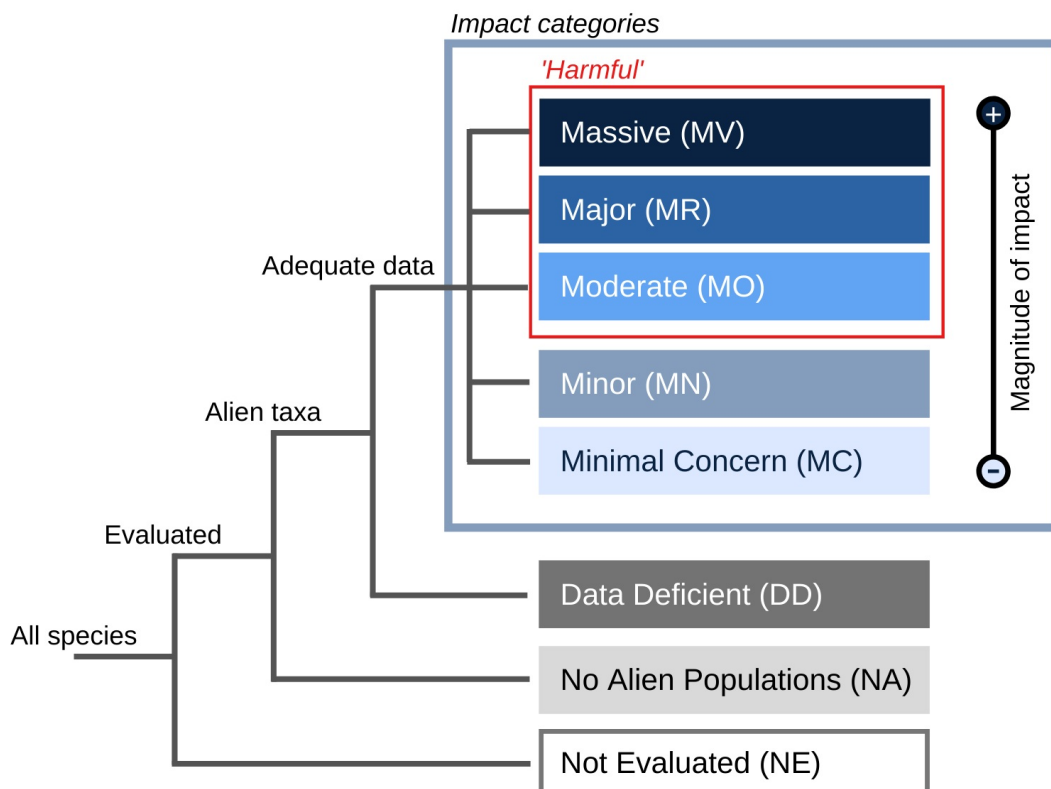 Impact categories
'Harmful'
Massive (MV)
+
Major (MR)
Magnitude of impact
Adequate data
Moderate (MO)
Minor (MN)
Alien taxa
Minimal Concern (MC)
-
Evaluated
Data Deficient (DD)
All species
No Alien Populations (NA)
Not Evaluated (NE)